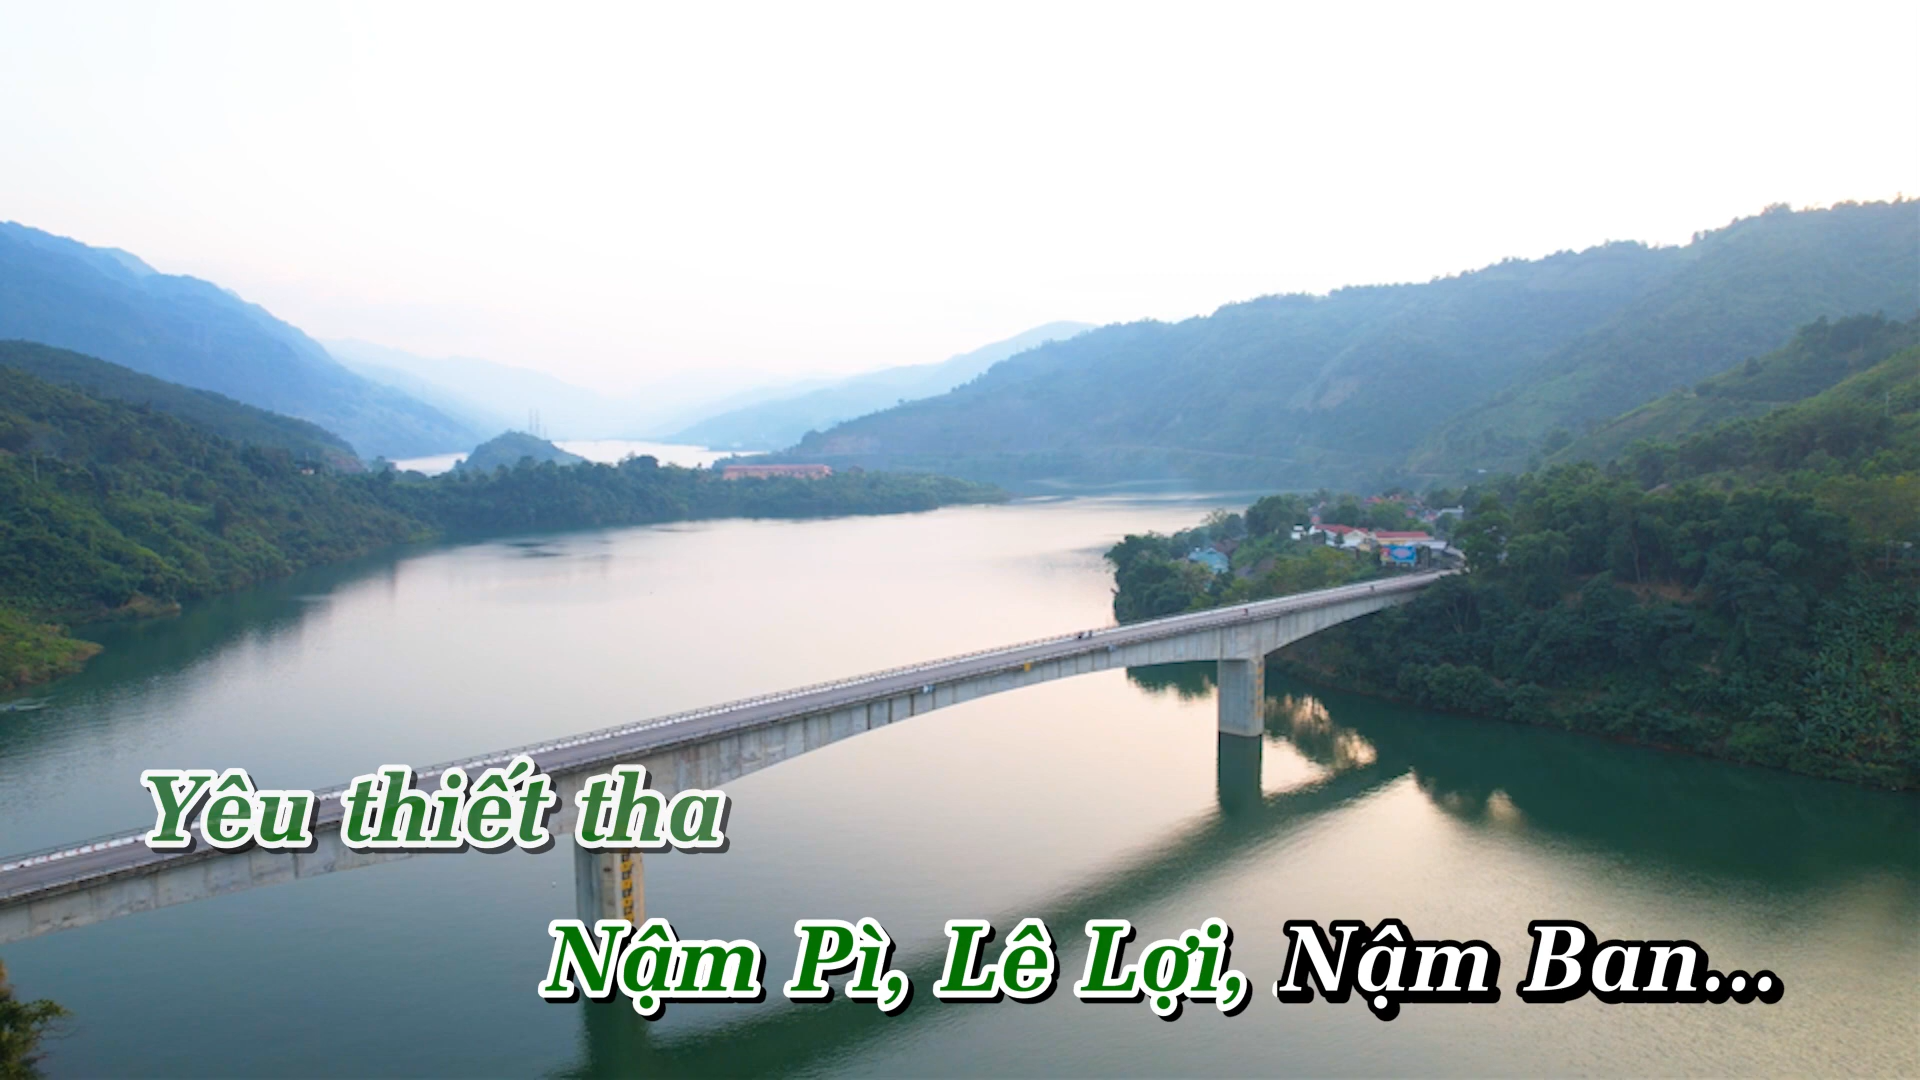 Yêu thiết tha
Nậm Pì, Lê Lợi, Nậm Ban...